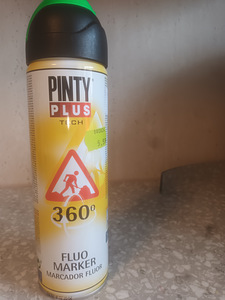 PINTY
PLUS
TECH
360º
FLUO
MARKER
MARCADOR FLUOR